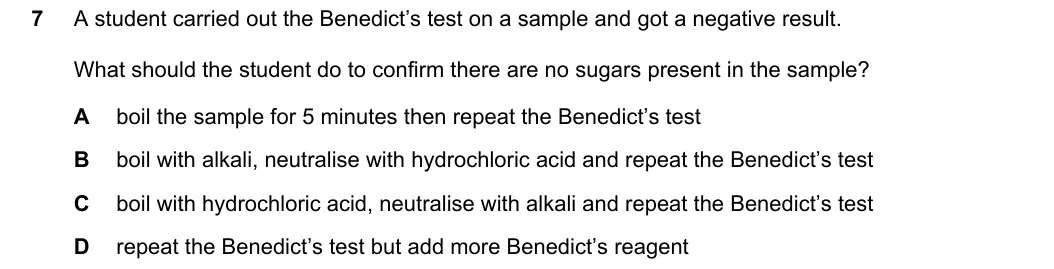 7 A student carried out the Benedict’s test on a sample and got a negative result.
What should the student do to confirm there are no sugars present in the sample?
A boil the sample for 5 minutes then repeat the Benedict’s test
B boil with alkali, neutralise with hydrochloric acid and repeat the Benedict’s test
C boil with hydrochloric acid, neutralise with alkali and repeat the Benedict’s test
D repeat the Benedict’s test but add more Benedict’s reagent